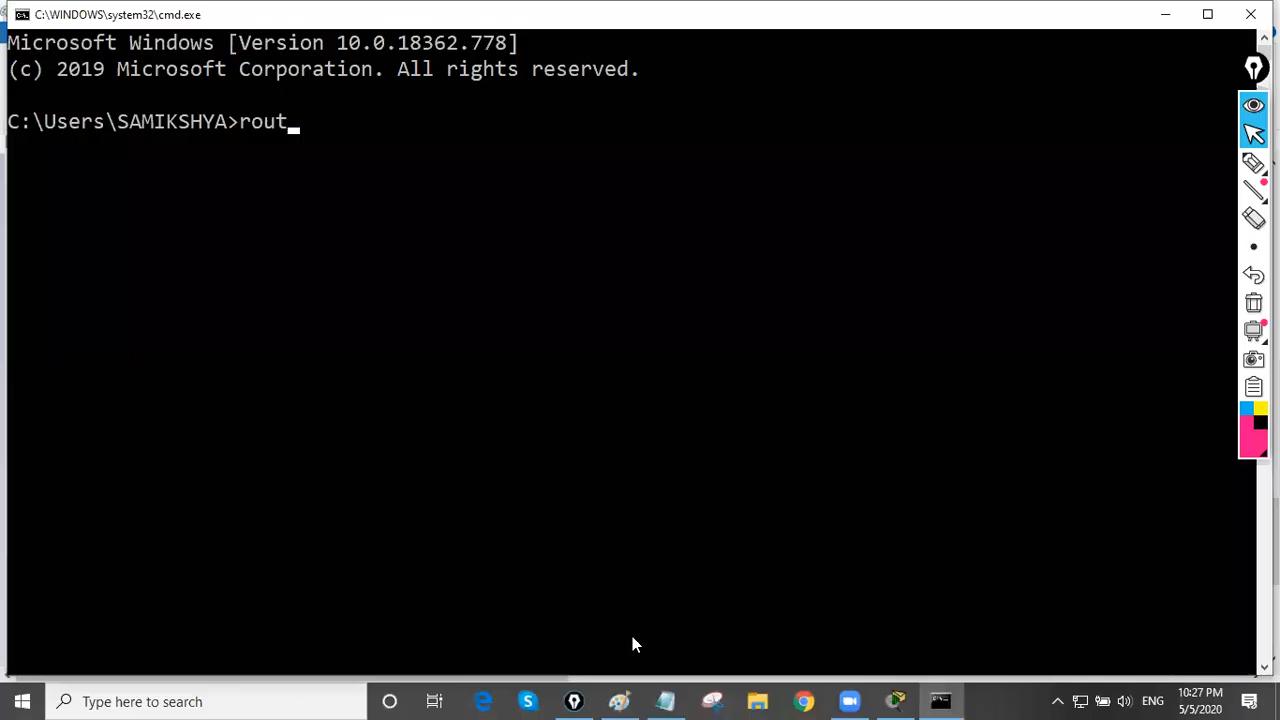 C:\WINDOWS\system32\cmd.exe
Microsoft Windows [Version 10.0.18362.778]
(c) 2019 Microsoft Corporation. All rights reserved.
C:\Users\SAMIKSHYA>rout
Type here to search
ENG
10:27 PM
5/5/2020